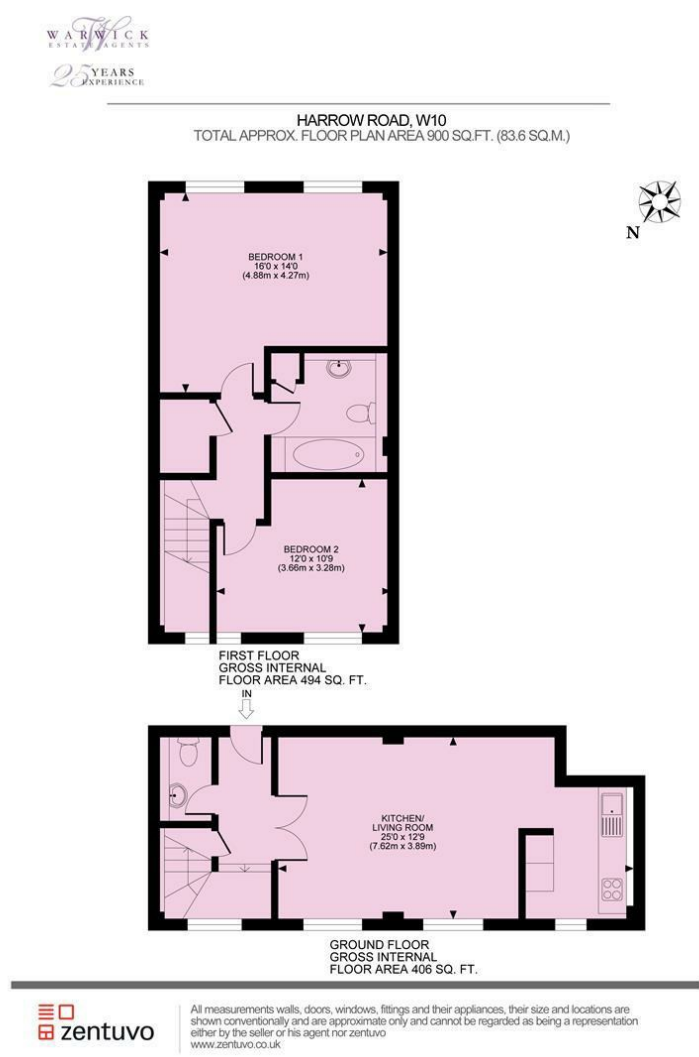 WARWICK
ESTATE AGENTS
25 YEARS
EXPERIENCE
HARROW ROAD, W10
TOTAL APPROX. FLOOR PLAN AREA 900 SQ.FT. (83.6 SQ.M.)
N
BEDROOM 1
16'0 x 14'0
(4.88m x 4.27m)
BEDROOM 2
12'0 x 10'9
(3.66m x 3.28m)
FIRST FLOOR
GROSS INTERNAL
FLOOR AREA 494 SQ. FT.
IN
KITCHEN/
LIVING ROOM
25'0 x 12'9
(7.62m x 3.89m)
GROUND FLOOR
GROSS INTERNAL
FLOOR AREA 406 SQ. FT.
zentuvo
All measurements walls, doors, windows, fittings and their appliances, their size and locations are
shown conventionally and are approximate only and cannot be regarded as being a representation
either by the seller or his agent nor zentuvo
www.zentuvo.co.uk